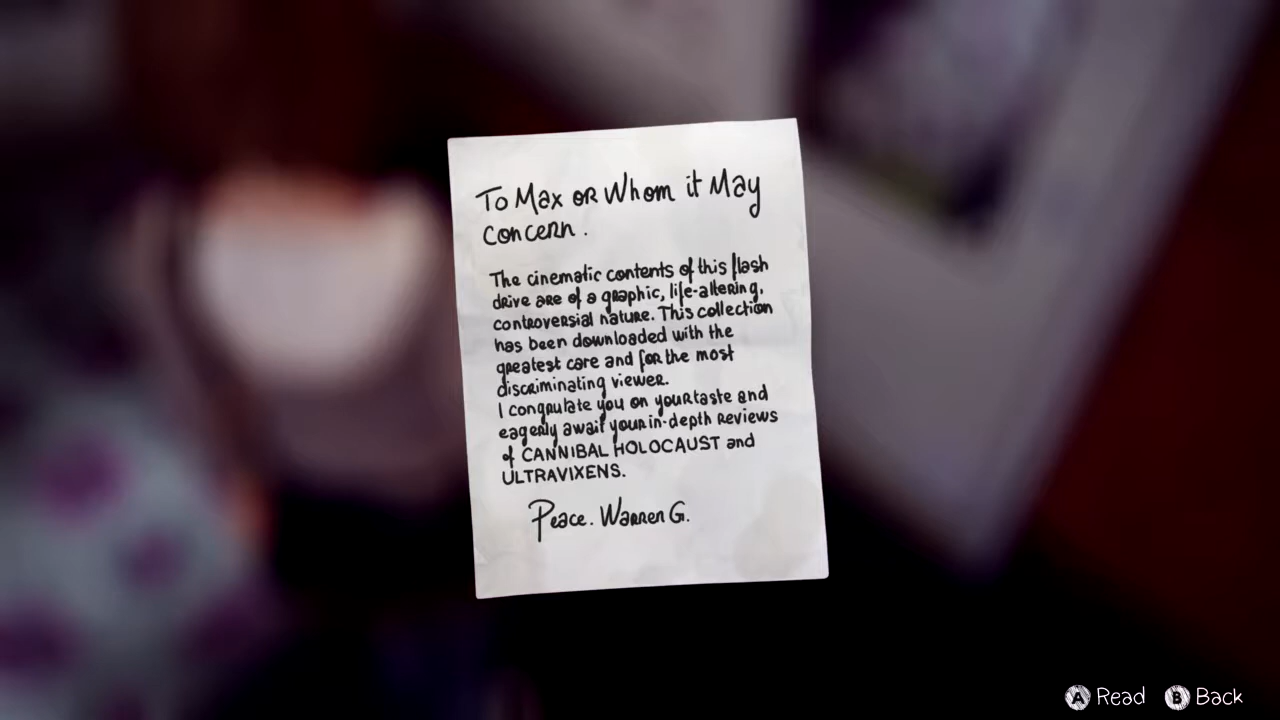 To Max or Whom it May
Concern.
The cinematic contents of this flash
drive are of a graphic, life-altering,
controversial nature. This collection
has been downloaded with the
greatest care and for the most
discriminating viewer.
I congrulate you on your taste and
eagerly await your in-depth reviews
of CANNIBAL HOLOCAUST and
ULTRAVIXENS.
Peace. Warren G.
A Read B Back